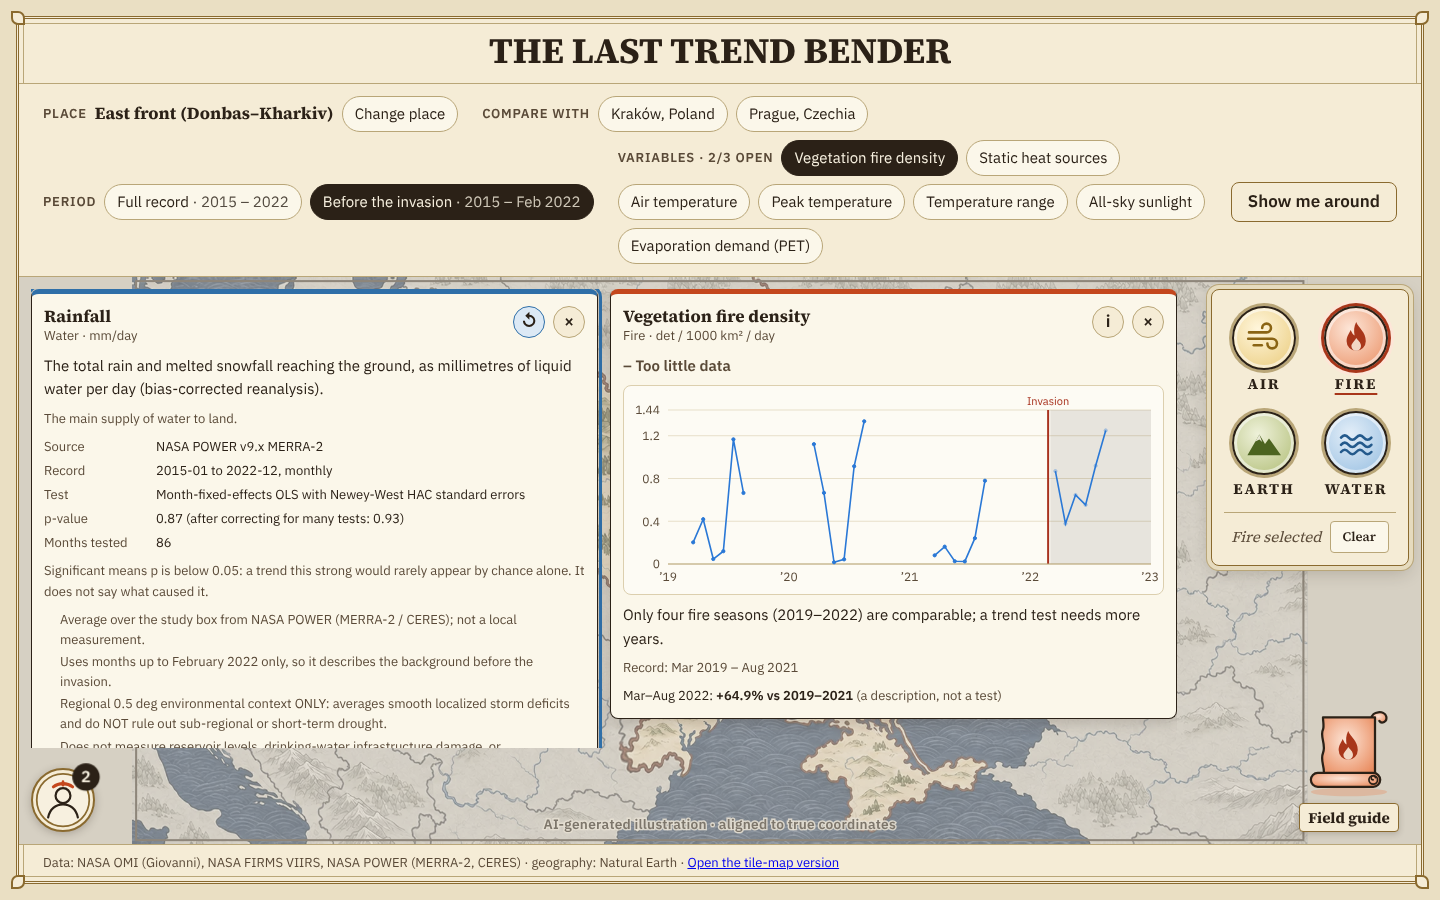 THE LAST TREND BENDER
PLACE East front (Donbas–Kharkiv) Change place COMPARE WITH Kraków, Poland Prague, Czechia
VARIABLES · 2/3 OPEN Vegetation fire density Static heat sources
PERIOD Full record · 2015 – 2022 Before the invasion · 2015 – Feb 2022 Air temperature Peak temperature Temperature range All-sky sunlight Show me around
Evaporation demand (PET)
Rainfall
Water · mm/day
×
The total rain and melted snowfall reaching the ground, as millimetres of liquid
water per day (bias-corrected reanalysis).
The main supply of water to land.
Source NASA POWER v9.x MERRA-2
Record 2015-01 to 2022-12, monthly
Test Month-fixed-effects OLS with Newey-West HAC standard errors
p-value 0.87 (after correcting for many tests: 0.93)
Months tested 86
Significant means p is below 0.05: a trend this strong would rarely appear by chance alone. It
does not say what caused it.
Average over the study box from NASA POWER (MERRA-2 / CERES); not a local
measurement.
Uses months up to February 2022 only, so it describes the background before the
invasion.
Regional 0.5 deg environmental context ONLY: averages smooth localized storm deficits
and do NOT rule out sub-regional or short-term drought.
Does not measure reservoir levels, drinking-water infrastructure damage, or
Vegetation fire density
Fire · det / 1000 km² / day
i ×
– Too little data
Invasion
1.44
1.2
0.8
0.4
0
’19 ’20 ’21 ’22 ’23
Only four fire seasons (2019–2022) are comparable; a trend test needs more
years.
Record: Mar 2019 – Aug 2021
Mar–Aug 2022: +64.9% vs 2019–2021 (a description, not a test)
AIR FIRE
EARTH WATER
Fire selected Clear
2
Field guide
AI-generated illustration · aligned to true coordinates
Data: NASA OMI (Giovanni), NASA FIRMS VIIRS, NASA POWER (MERRA-2, CERES) · geography: Natural Earth · Open the tile-map version